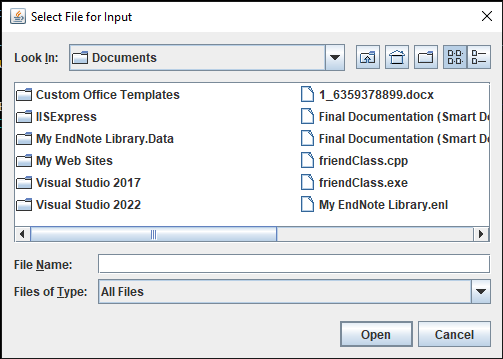 Select File for Input
Look In: Documents
Custom Office Templates
IISExpress
My EndNote Library.Data
My Web Sites
Visual Studio 2017
Visual Studio 2022
1_6359378899.docx
Final Documentation (Smart Do
Final Documentation (Smart Do
friendClass.cpp
friendClass.exe
My EndNote Library.enl
File Name:
Files of Type: All Files
Open Cancel